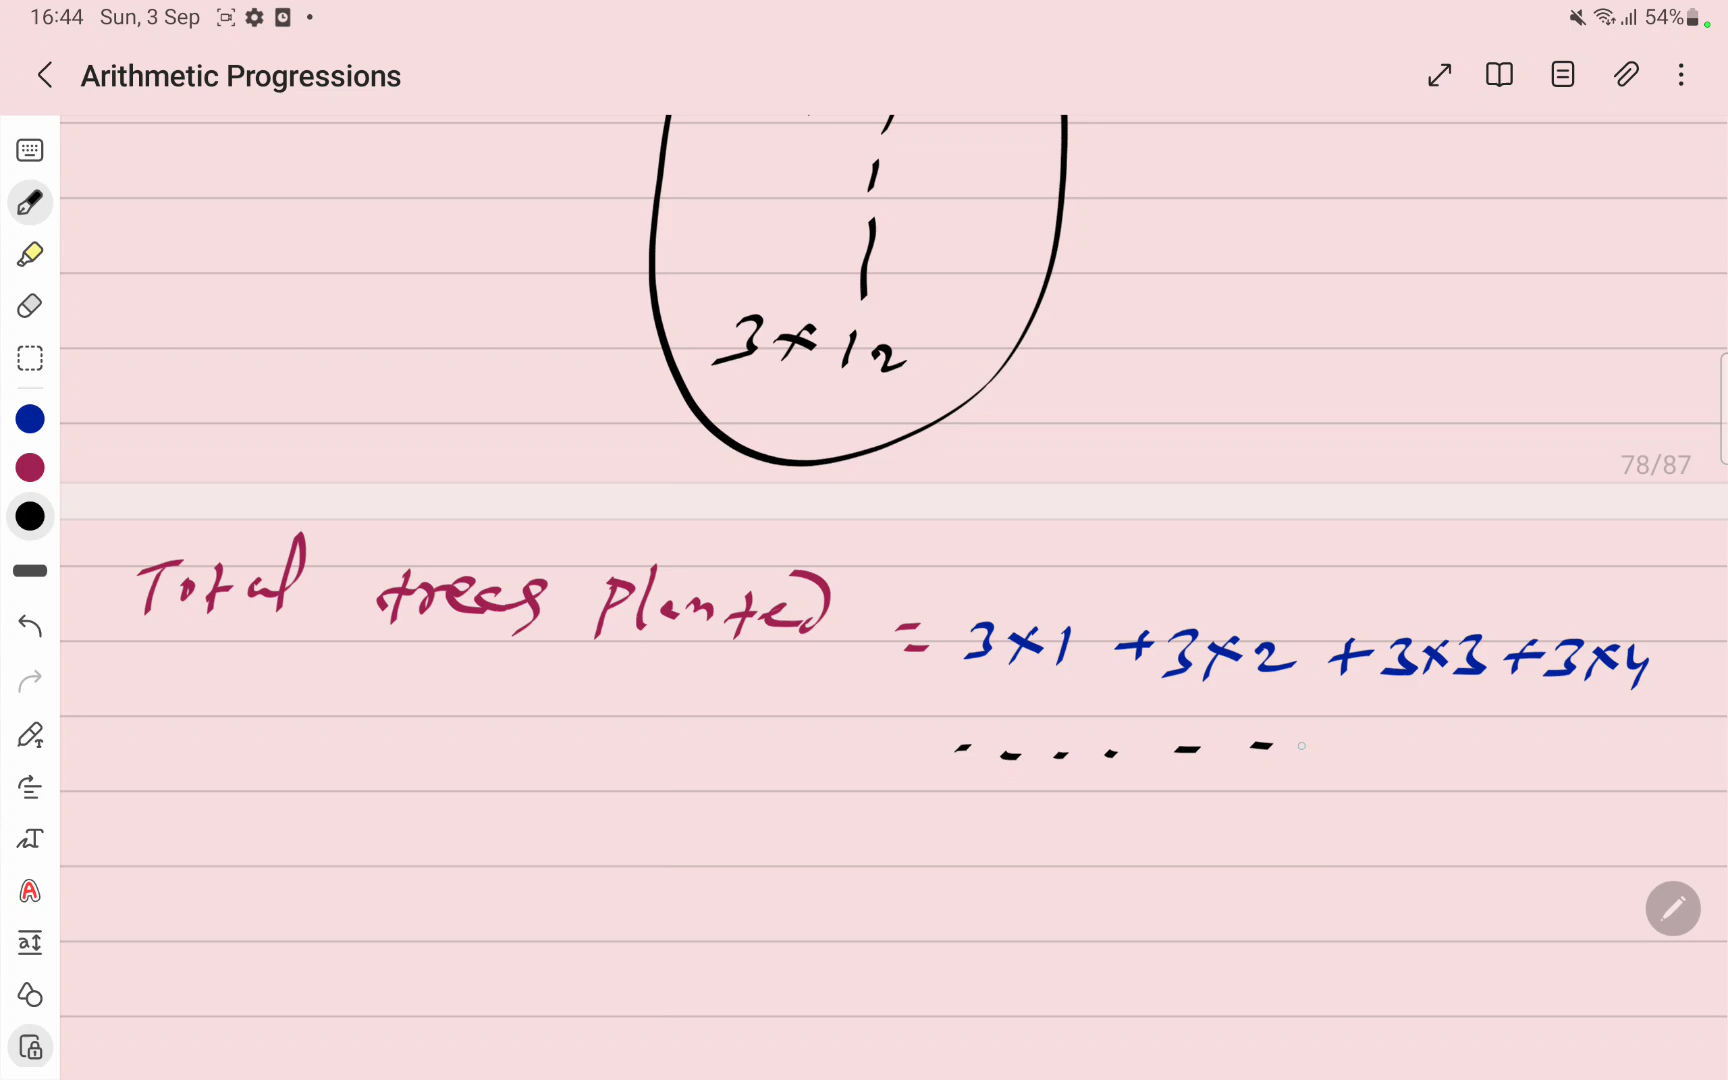 16:44 Sun, 3 Sep 54%
Arithmetic Progressions
3 × 12
78/87
Total trees planted = 3×1 + 3×2 + 3×3 + 3×4
- - - - - -